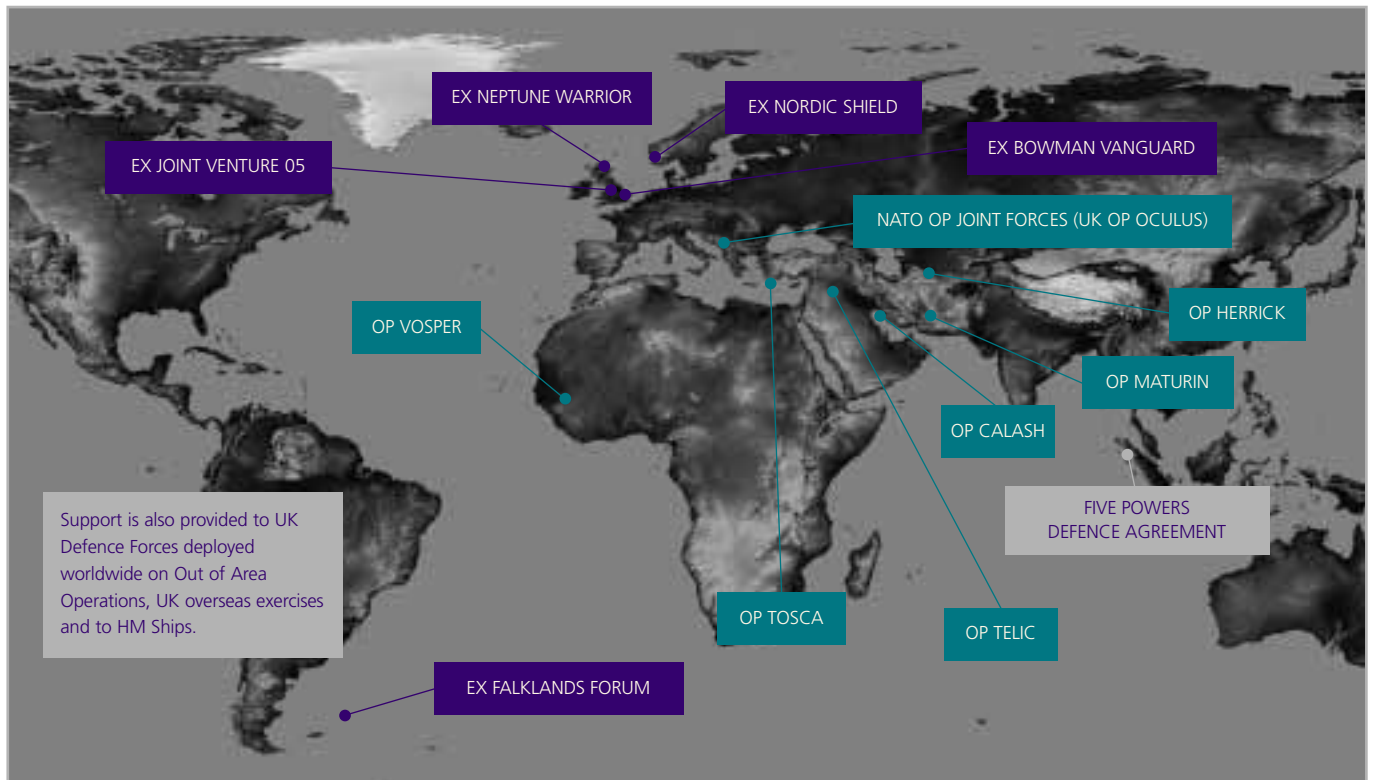 EX NEPTUNE WARRIOR
EX NORDIC SHIELD
EX BOWMAN VANGUARD
EX JOINT VENTURE 05
NATO OP JOINT FORCES (UK OP OCULUS)
OP HERRICK
OP VOSPER
OP MATURIN
OP CALASH
FIVE POWERS
DEFENCE AGREEMENT
Support is also provided to UK
Defence Forces deployed
worldwide on Out of Area
Operations, UK overseas exercises
and to HM Ships.
OP TOSCA
OP TELIC
EX FALKLANDS FORUM